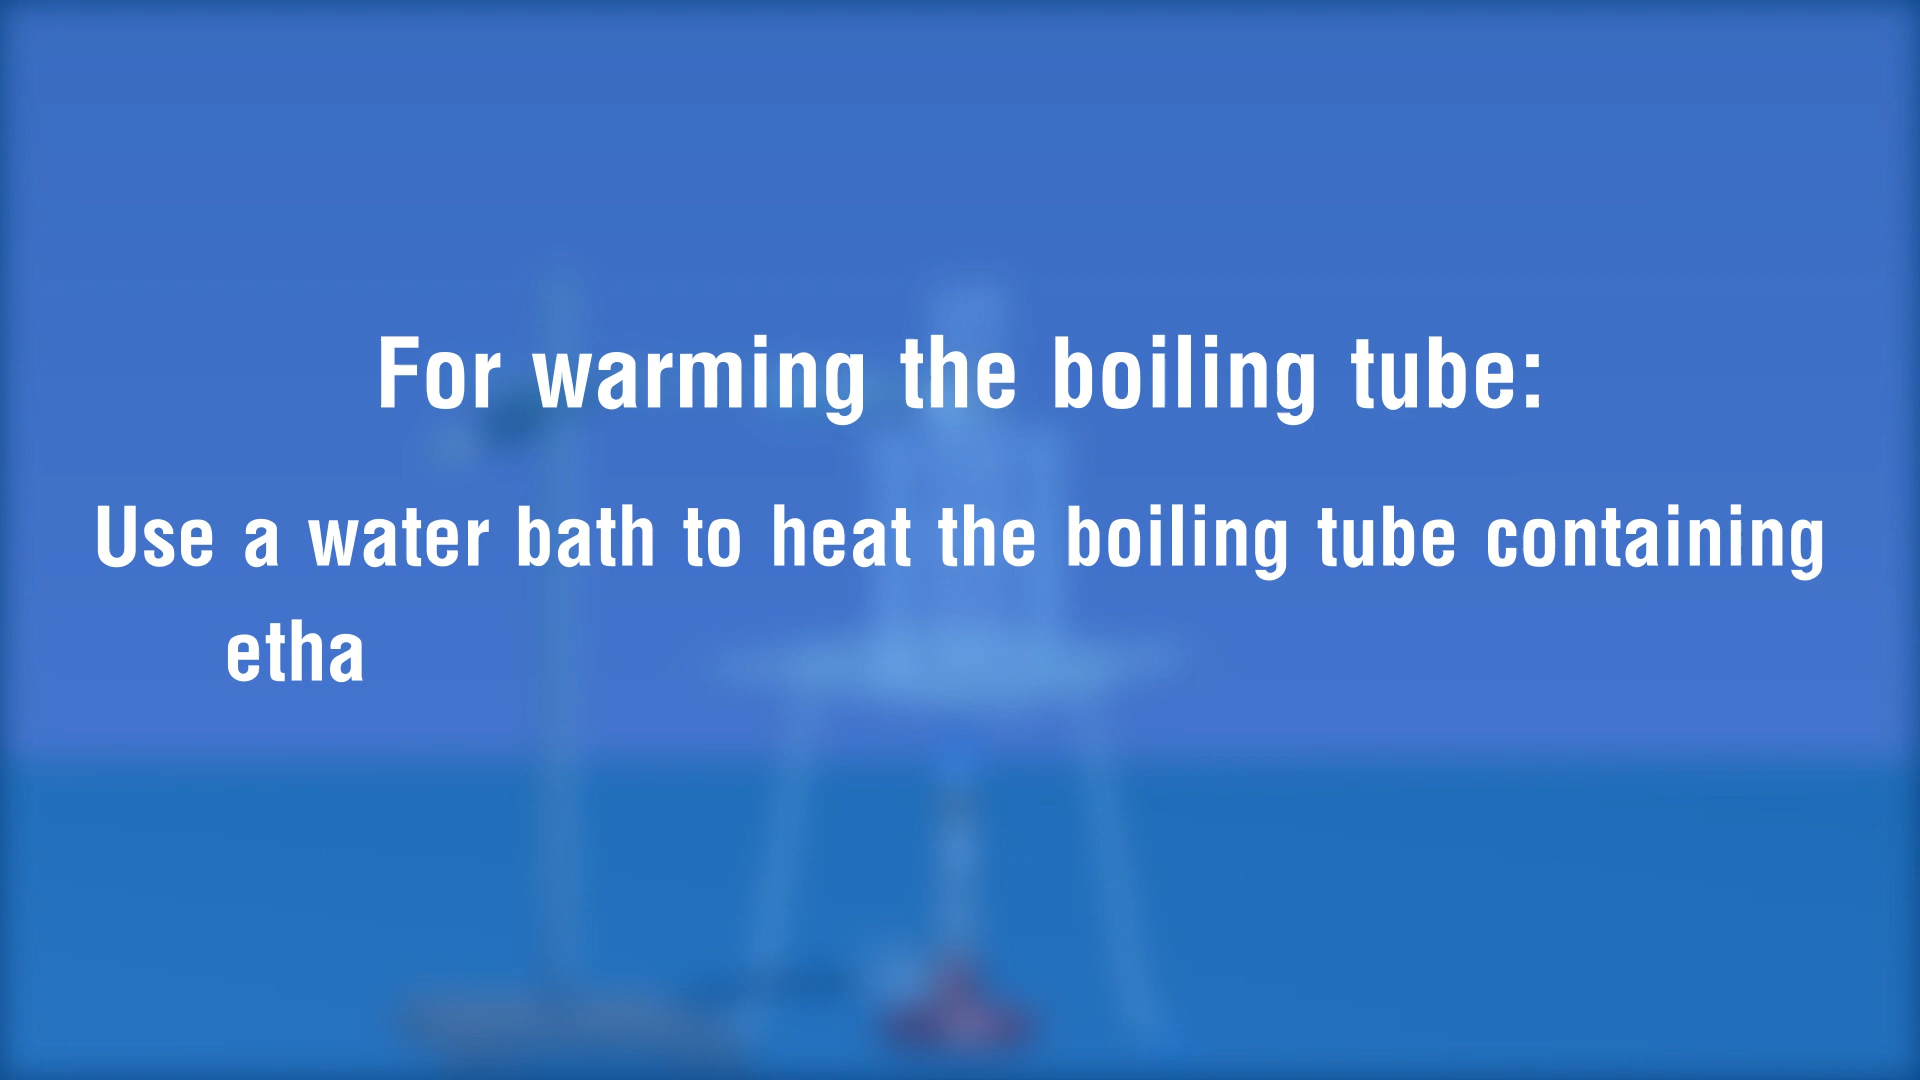 For warming the boiling tube:
Use a water bath to heat the boiling tube containing
etha